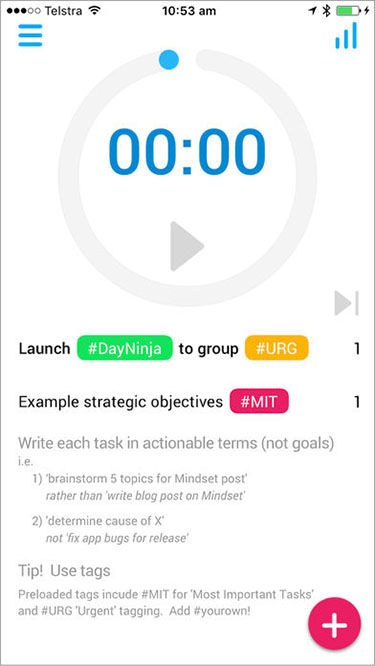 Telstra 10:53 am
00:00
Launch #DayNinja to group #URG 1
Example strategic objectives #MIT 1
Write each task in actionable terms (not goals)
i.e.
1) 'brainstorm 5 topics for Mindset post'
rather than 'write blog post on Mindset'
2) 'determine cause of X'
not 'fix app bugs for release'
Tip! Use tags
Preloaded tags incude #MIT for 'Most Important Tasks'
and #URG 'Urgent' tagging. Add #yourown!